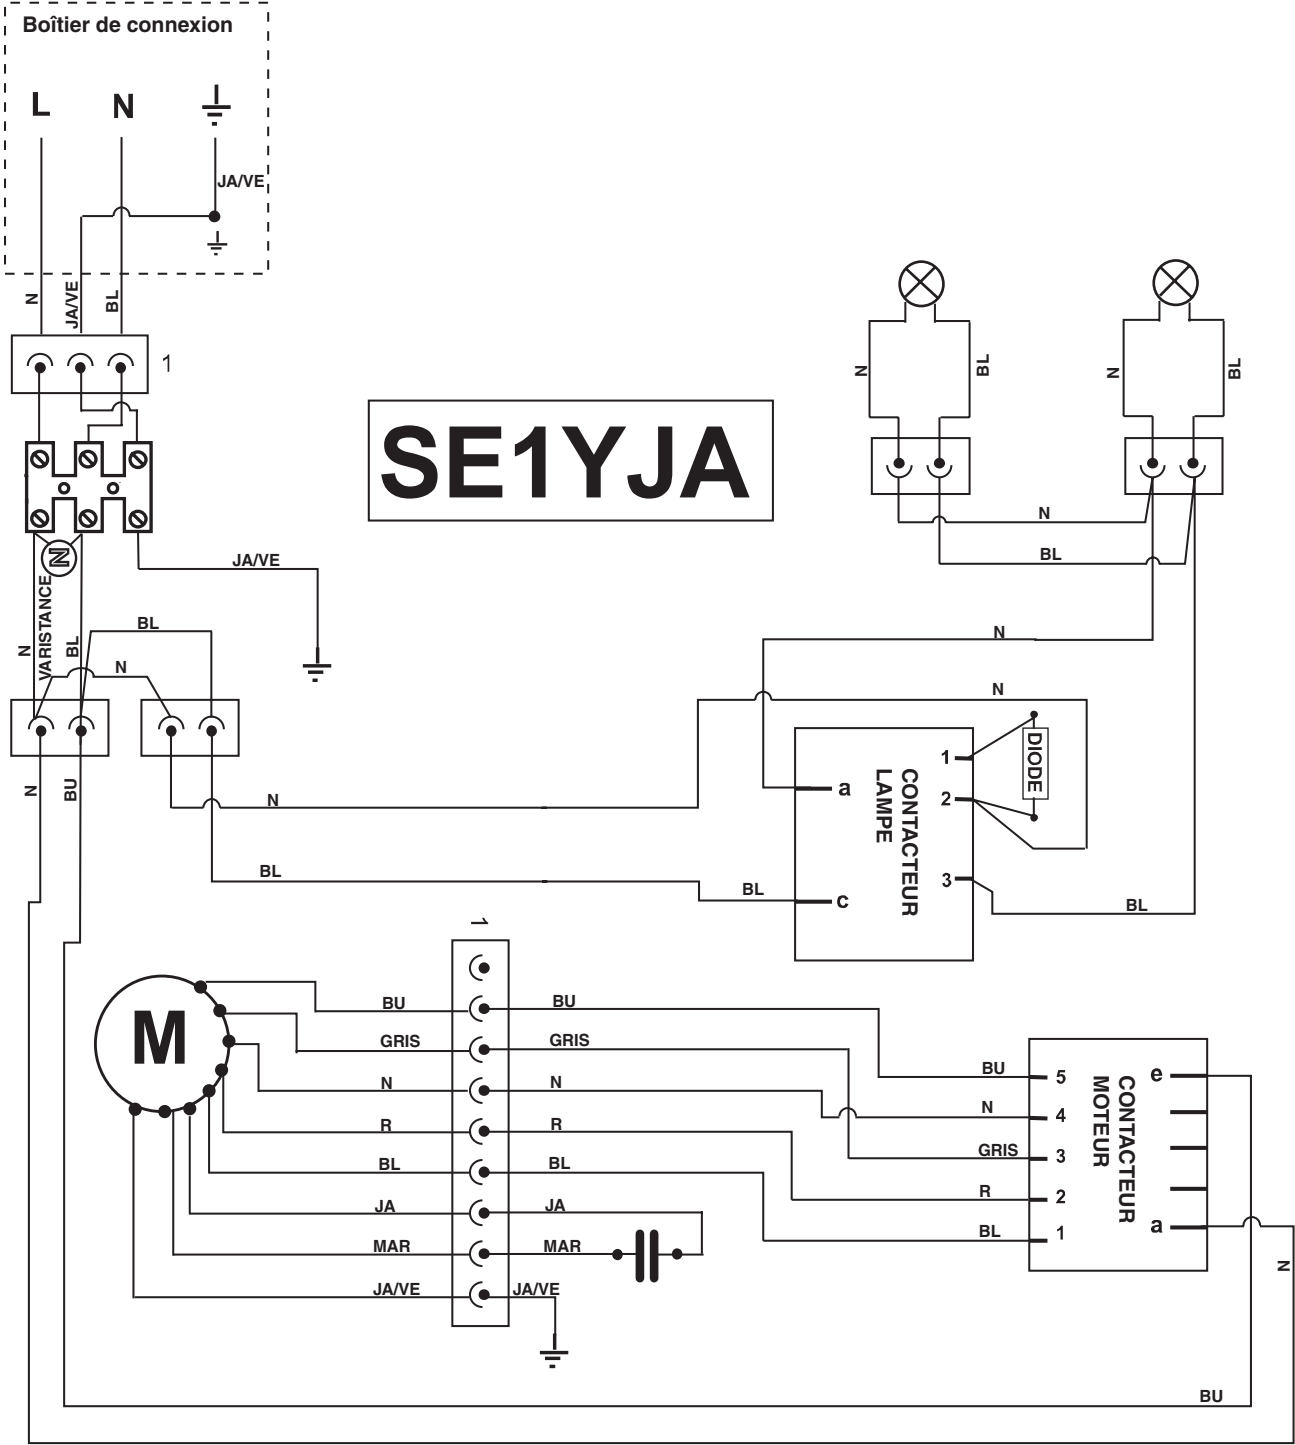 Boîtier de connexion
L N
JA/VE
N JA/VE BL
1
N BL N BL
SE1YJA
N
BL
JA/VE
N
VARISTANCE
N BL BL
N
N
N
BU
N
BL
BL
N
a
c
CONTACTEUR
LAMPE
1
2
3
DIODE
BL
1
M
BU BU
GRIS GRIS
N N
R R
BL BL
JA JA
MAR MAR
JA/VE JA/VE
BU 5
N 4
GRIS 3
R 2
BL 1
CONTACTEUR
MOTEUR
e
a
N
BU